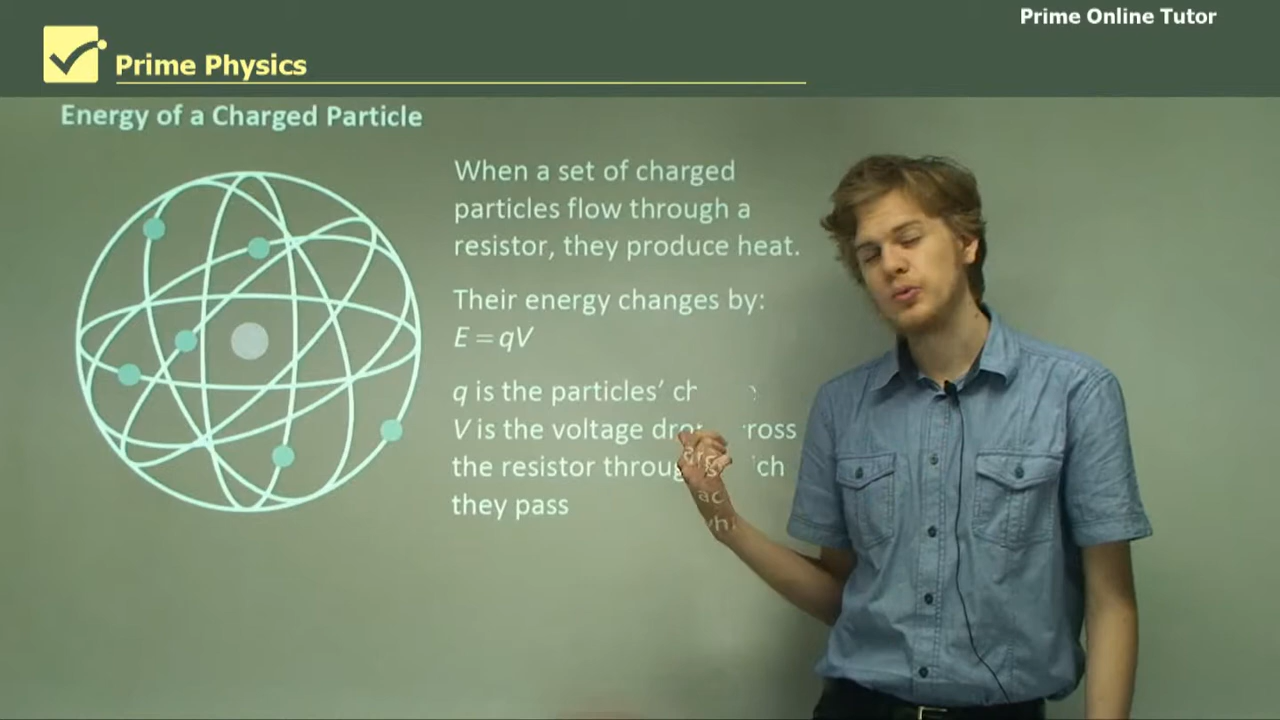 Prime Online Tutor
Prime Physics
Energy of a Charged Particle
When a set of charged
particles flow through a
resistor, they produce heat.
Their energy changes by:
E = qV
q is the particles’
V is the voltage
the resistor
they pass